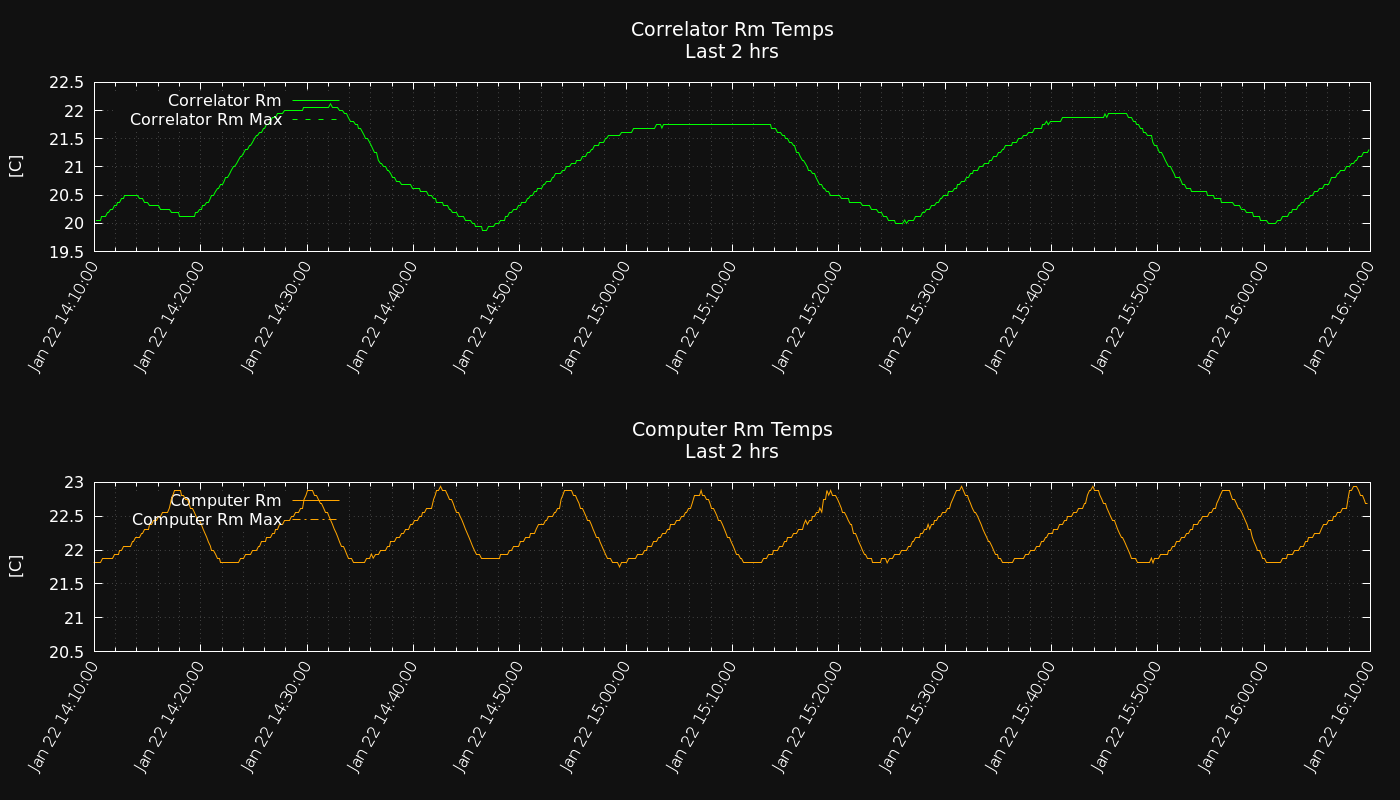 Correlator Rm Temps
Last 2 hrs
22.5
22
21.5
21
20.5
20
19.5
[C]
Correlator Rm
Correlator Rm Max
Jan 22 14:10:00
Jan 22 14:20:00
Jan 22 14:30:00
Jan 22 14:40:00
Jan 22 14:50:00
Jan 22 15:00:00
Jan 22 15:10:00
Jan 22 15:20:00
Jan 22 15:30:00
Jan 22 15:40:00
Jan 22 15:50:00
Jan 22 16:00:00
Jan 22 16:10:00
Computer Rm Temps
Last 2 hrs
23
22.5
22
21.5
21
20.5
[C]
Computer Rm
Computer Rm Max
Jan 22 14:10:00
Jan 22 14:20:00
Jan 22 14:30:00
Jan 22 14:40:00
Jan 22 14:50:00
Jan 22 15:00:00
Jan 22 15:10:00
Jan 22 15:20:00
Jan 22 15:30:00
Jan 22 15:40:00
Jan 22 15:50:00
Jan 22 16:00:00
Jan 22 16:10:00